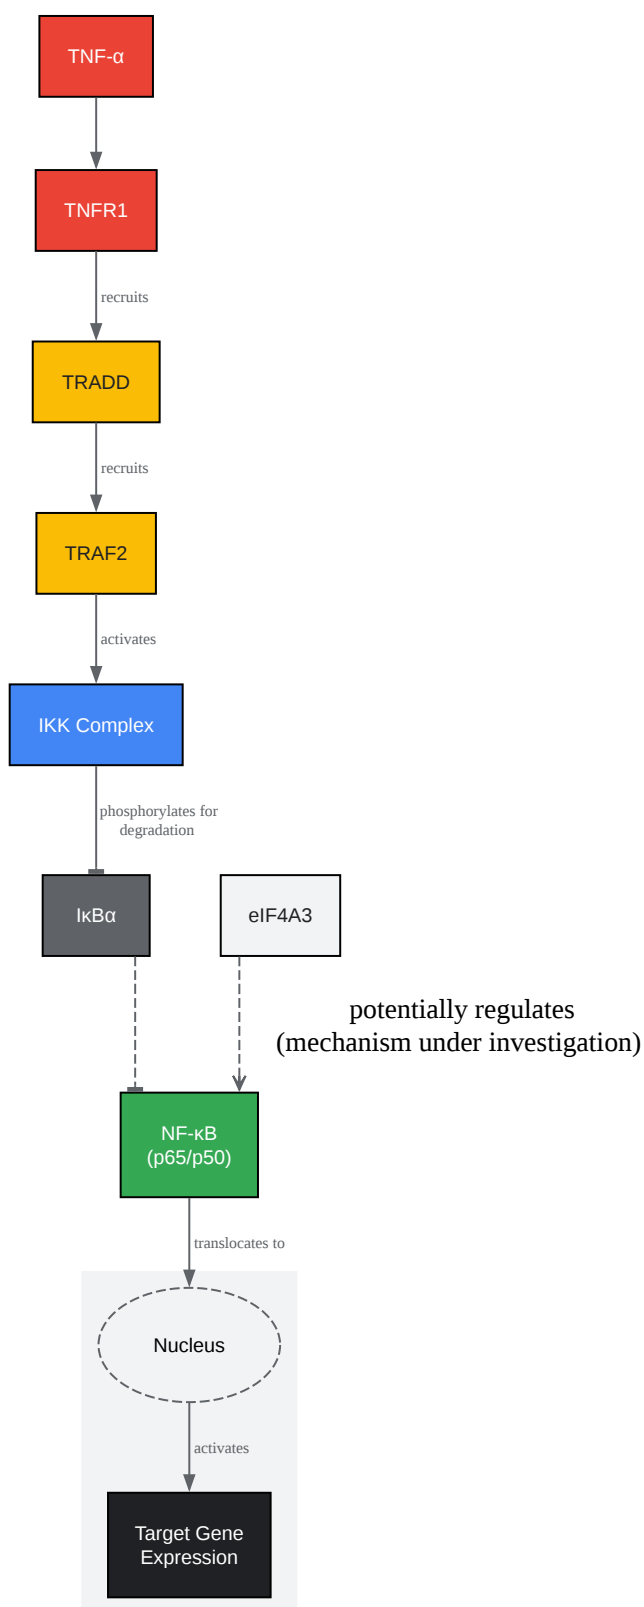 TNF-α
TNFR1
recruits
TRADD
recruits
TRAF2
activates
IKK Complex
phosphorylates for
degradation
IκBα
eIF4A3
potentially regulates
(mechanism under investigation)
NF-κB
(p65/p50)
translocates to
Nucleus
activates
Target Gene
Expression